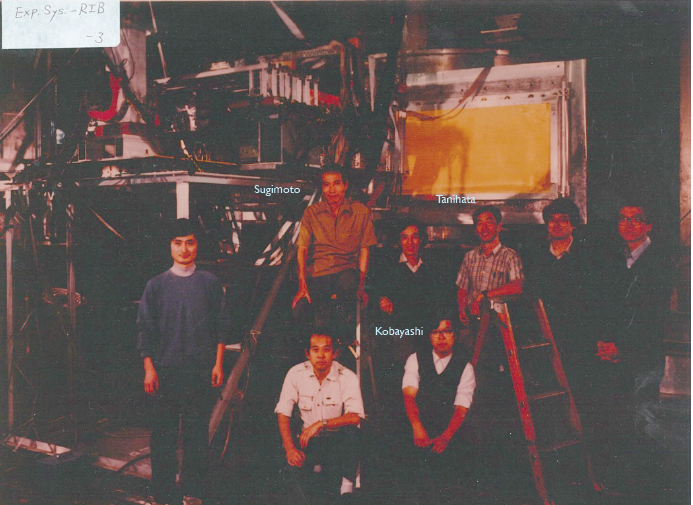 Exp. Sys. - RIB
-3
Sugimoto
Tanihata
Kobayashi